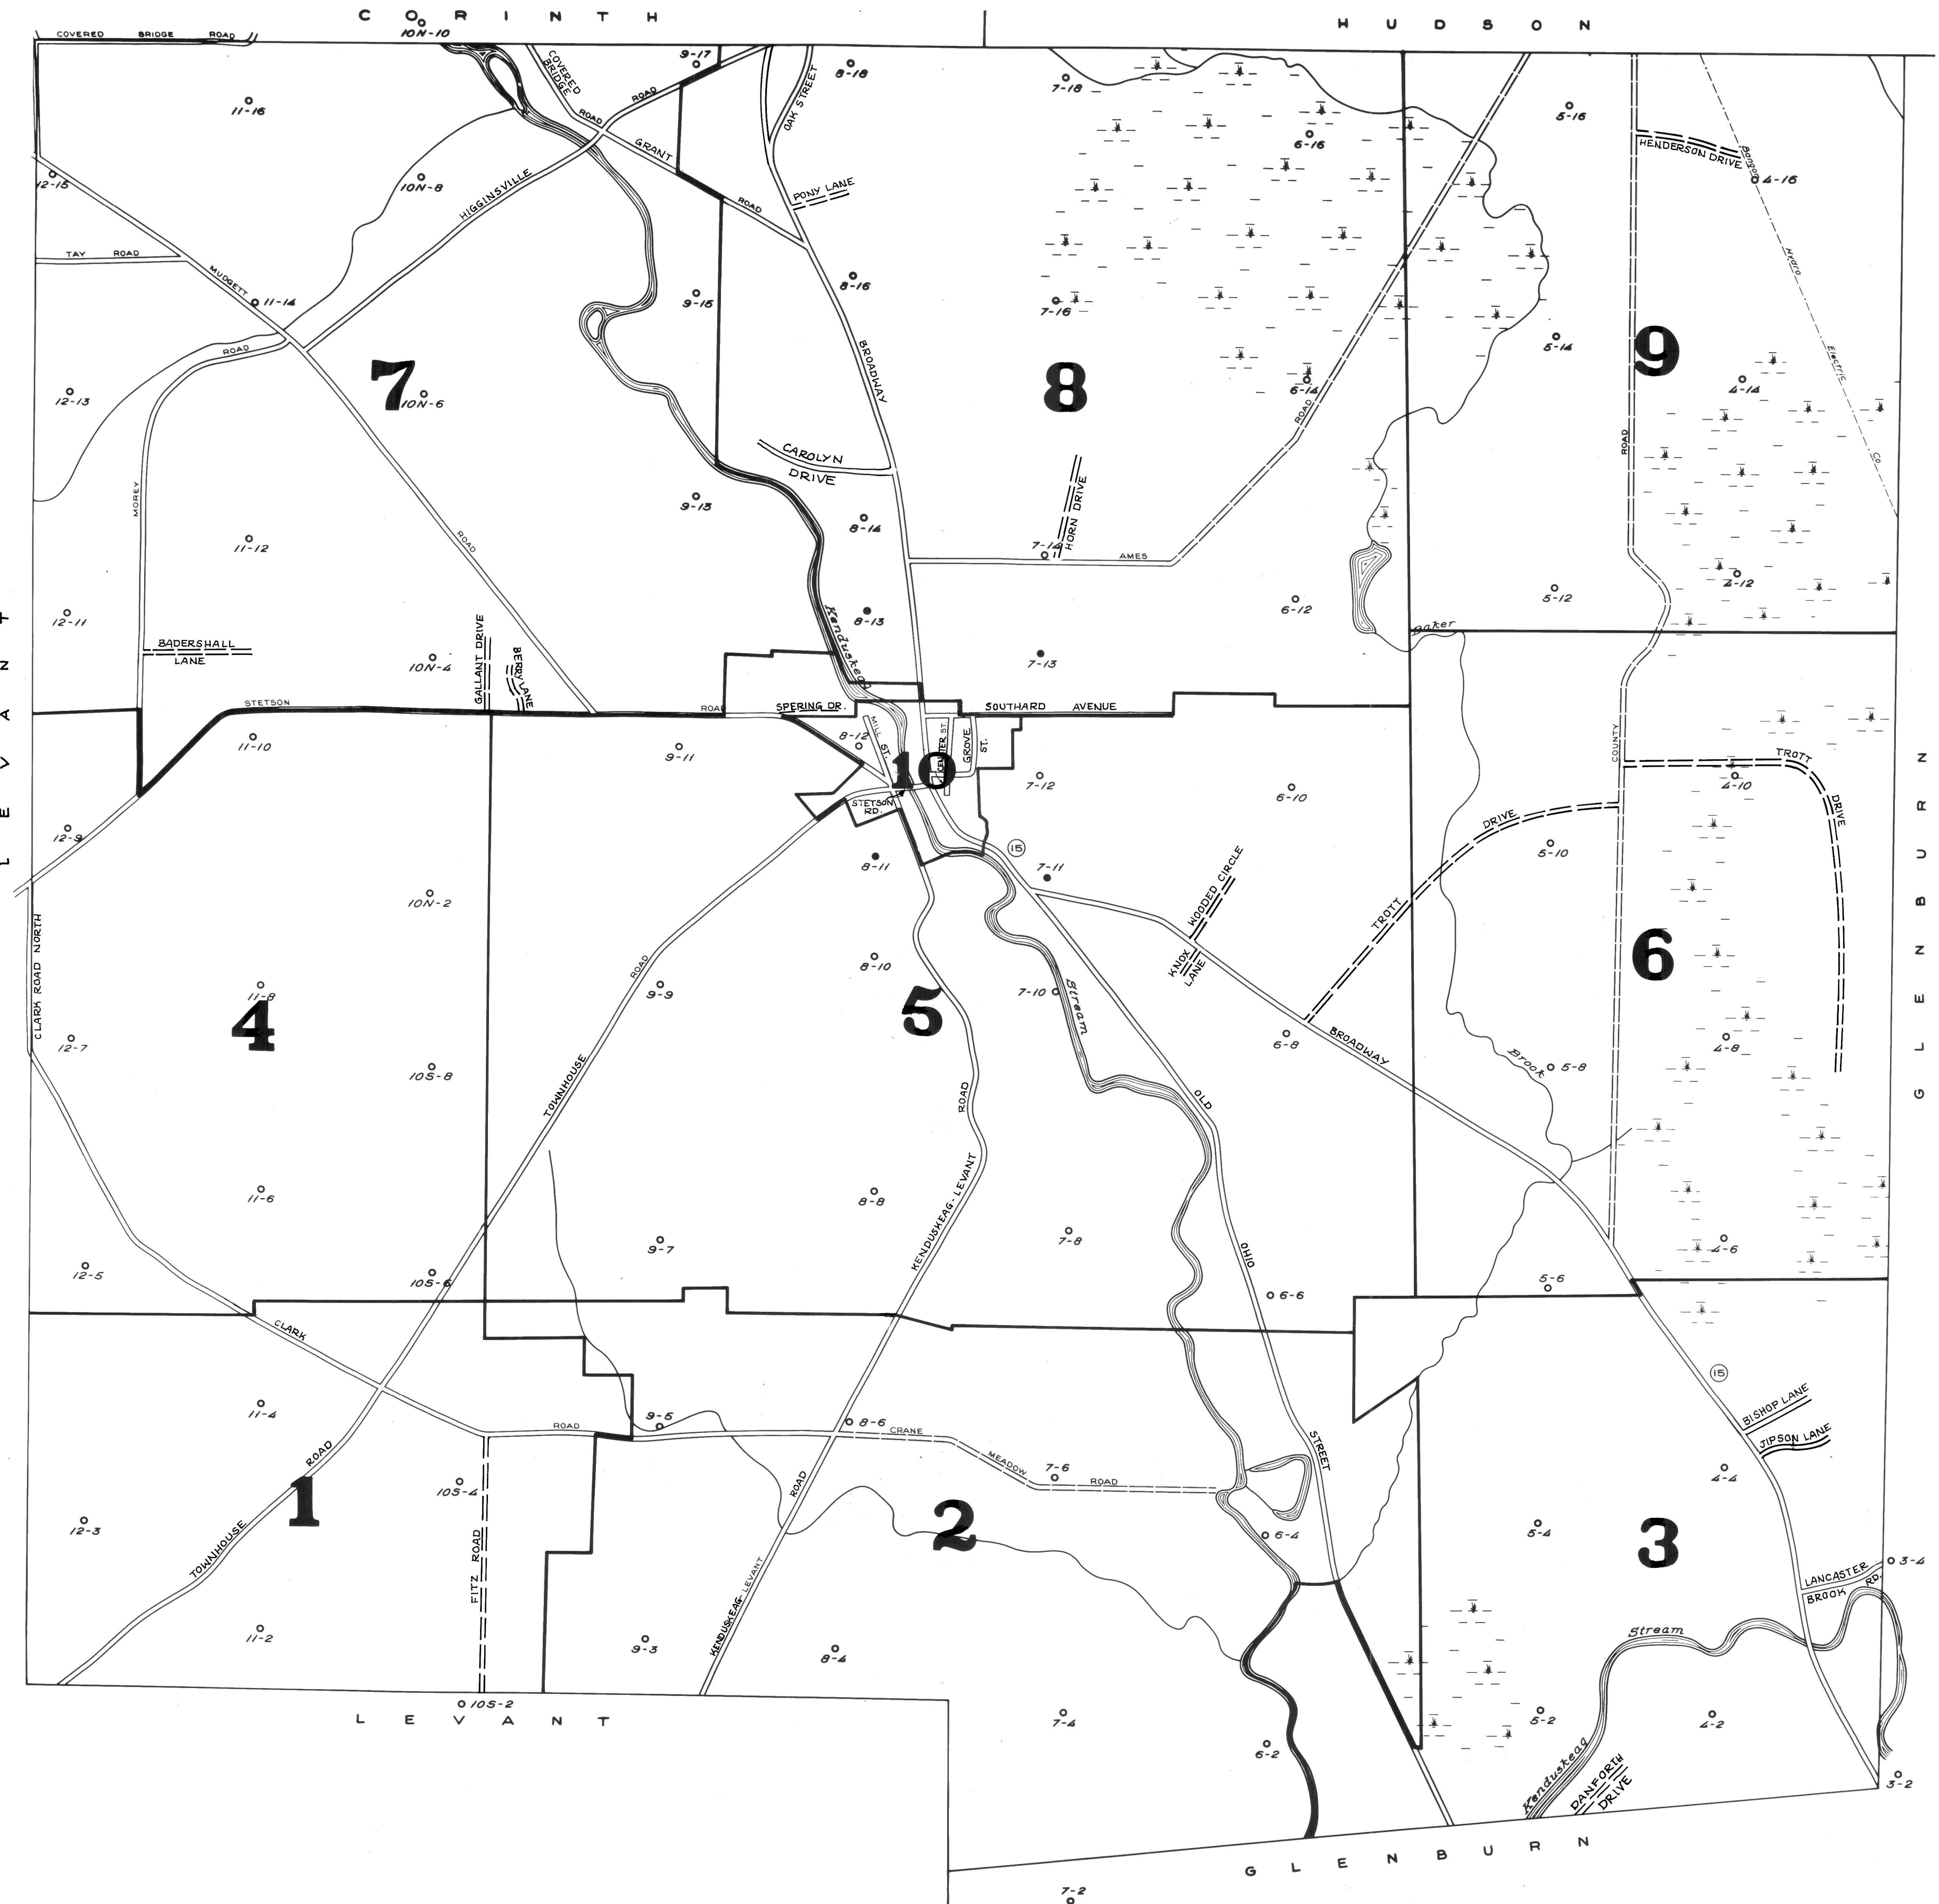 C O R I N T H
H U D S O N
COVERED BRIDGE ROAD
10N-10
9-17
8-18
7-18
6-16
5-16
11-16
COVERED BRIDGE ROAD
ROAD
OAK STREET
GRANT ROAD
HENDERSON DRIVE
Bangor Hydro Electric Co
4-16
12-15
10N-8
HIGGINSVILLE
PONY LANE
TAY ROAD
MUDGETT
11-14
9-15
8-16
7-16
5-14
6-14
4-14
ROAD
BROADWAY
12-13
7
10N-6
8
9
ROAD
ROAD
CAROLYN DRIVE
MOREY
9-13
8-14
HORN DRIVE
7-14
AMES
11-12
ROAD
6-12
5-12
4-12
12-11
BADERSHALL LANE
10N-4
GALLANT DRIVE
BERRY LANE
Kenduskeag
8-13
7-13
Baker
L E V A N T
STETSON ROAD
SPERING DR.
SOUTHARD AVENUE
11-10
9-11
8-12
MILL ST.
CENTER ST
GROVE ST.
10
STETSON RD.
7-12
6-10
COUNTY
TROTT DRIVE
4-10
12-9
8-11
15
7-11
TROTT DRIVE
5-10
10N-2
WOODED CIRCLE
KNOX LANE
G L E N B U R N
CLARK ROAD NORTH
ROAD
9-9
8-10
5
7-10
Stream
6
11-8
4
12-7
10S-8
TOWNHOUSE
ROAD
OLD
6-8
BROADWAY
Brook
5-8
4-8
11-6
8-8
KENDUSKEAG-LEVANT
9-7
7-8
OHIO
4-6
12-5
10S-6
6-6
5-6
CLARK
ROAD
11-4
9-5
8-6
CRANE MEADOW ROAD
7-6
STREET
15
BISHOP LANE
JIPSON LANE
4-4
ROAD
1
10S-4
ROAD
2
6-4
5-4
3
12-3
TOWNHOUSE
FITZ ROAD
KENDUSKEAG-LEVANT
LANCASTER BROOK RD.
3-4
11-2
9-3
8-4
Stream
10S-2
L E V A N T
7-4
6-2
5-2
4-2
Kenduskeag
DANFORTH DRIVE
3-2
G L E N B U R N
7-2